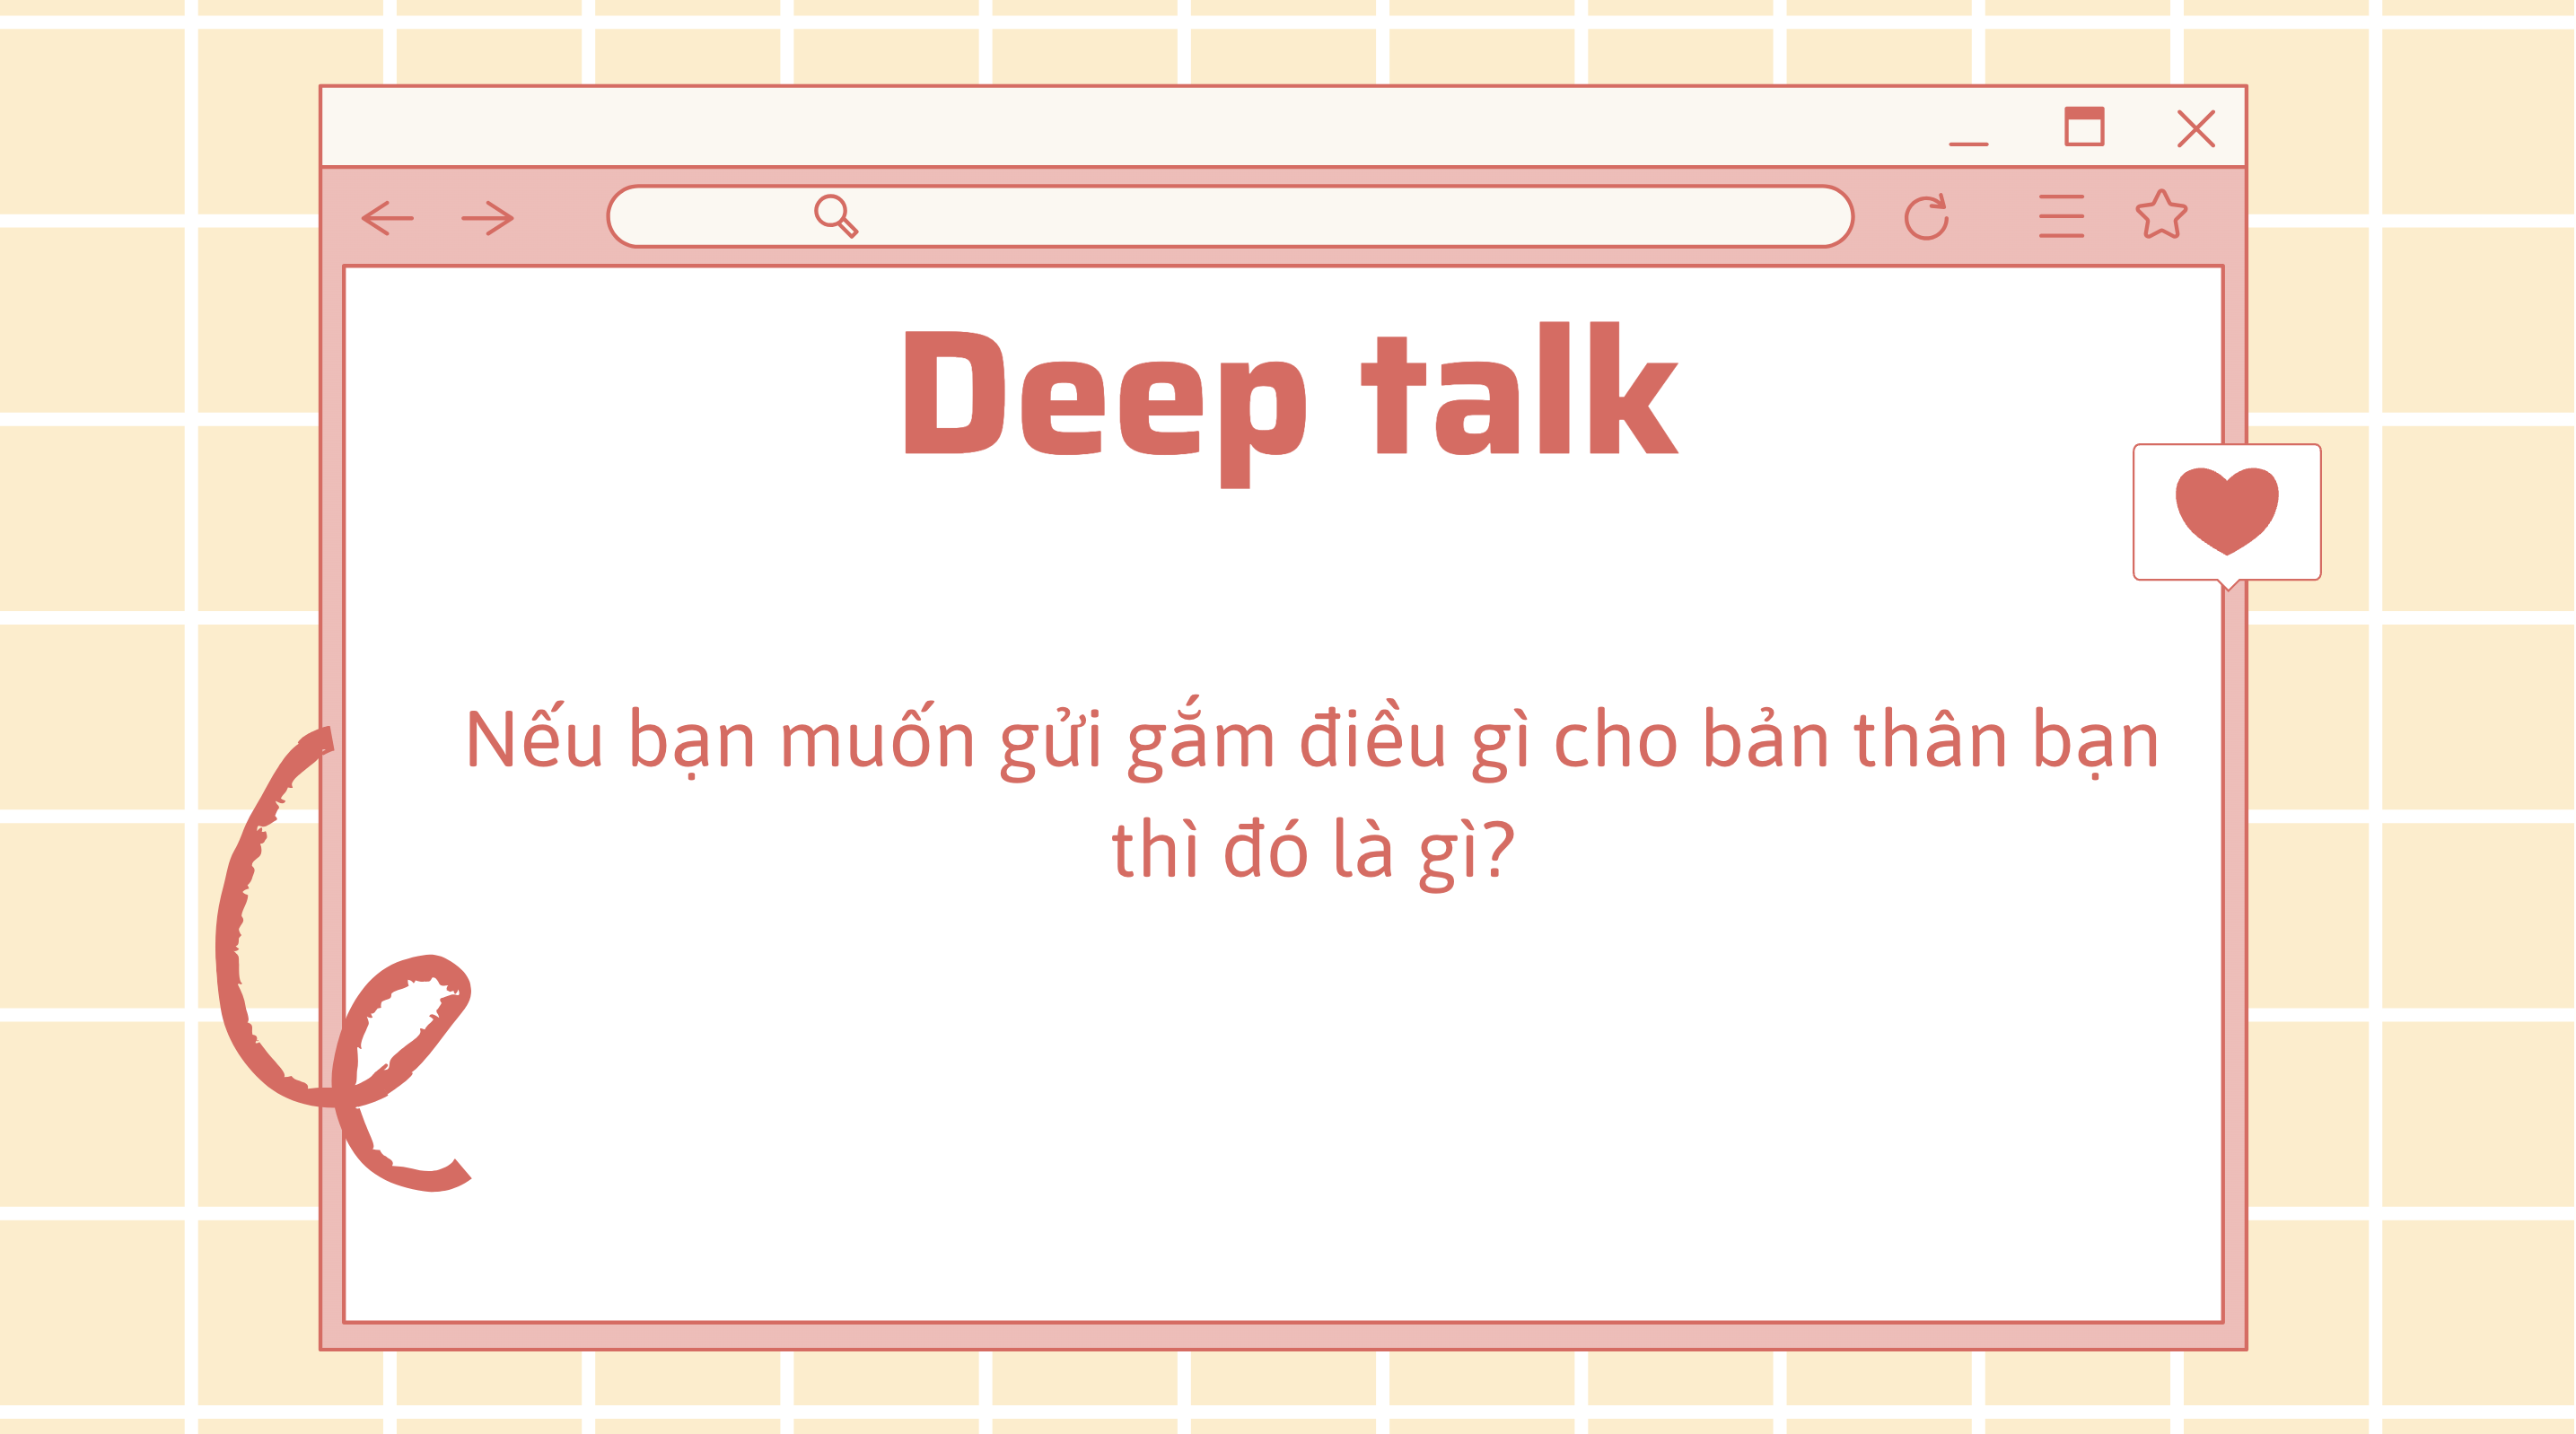 Deep talk
Nếu bạn muốn gửi gắm điều gì cho bản thân bạn
thì đó là gì?